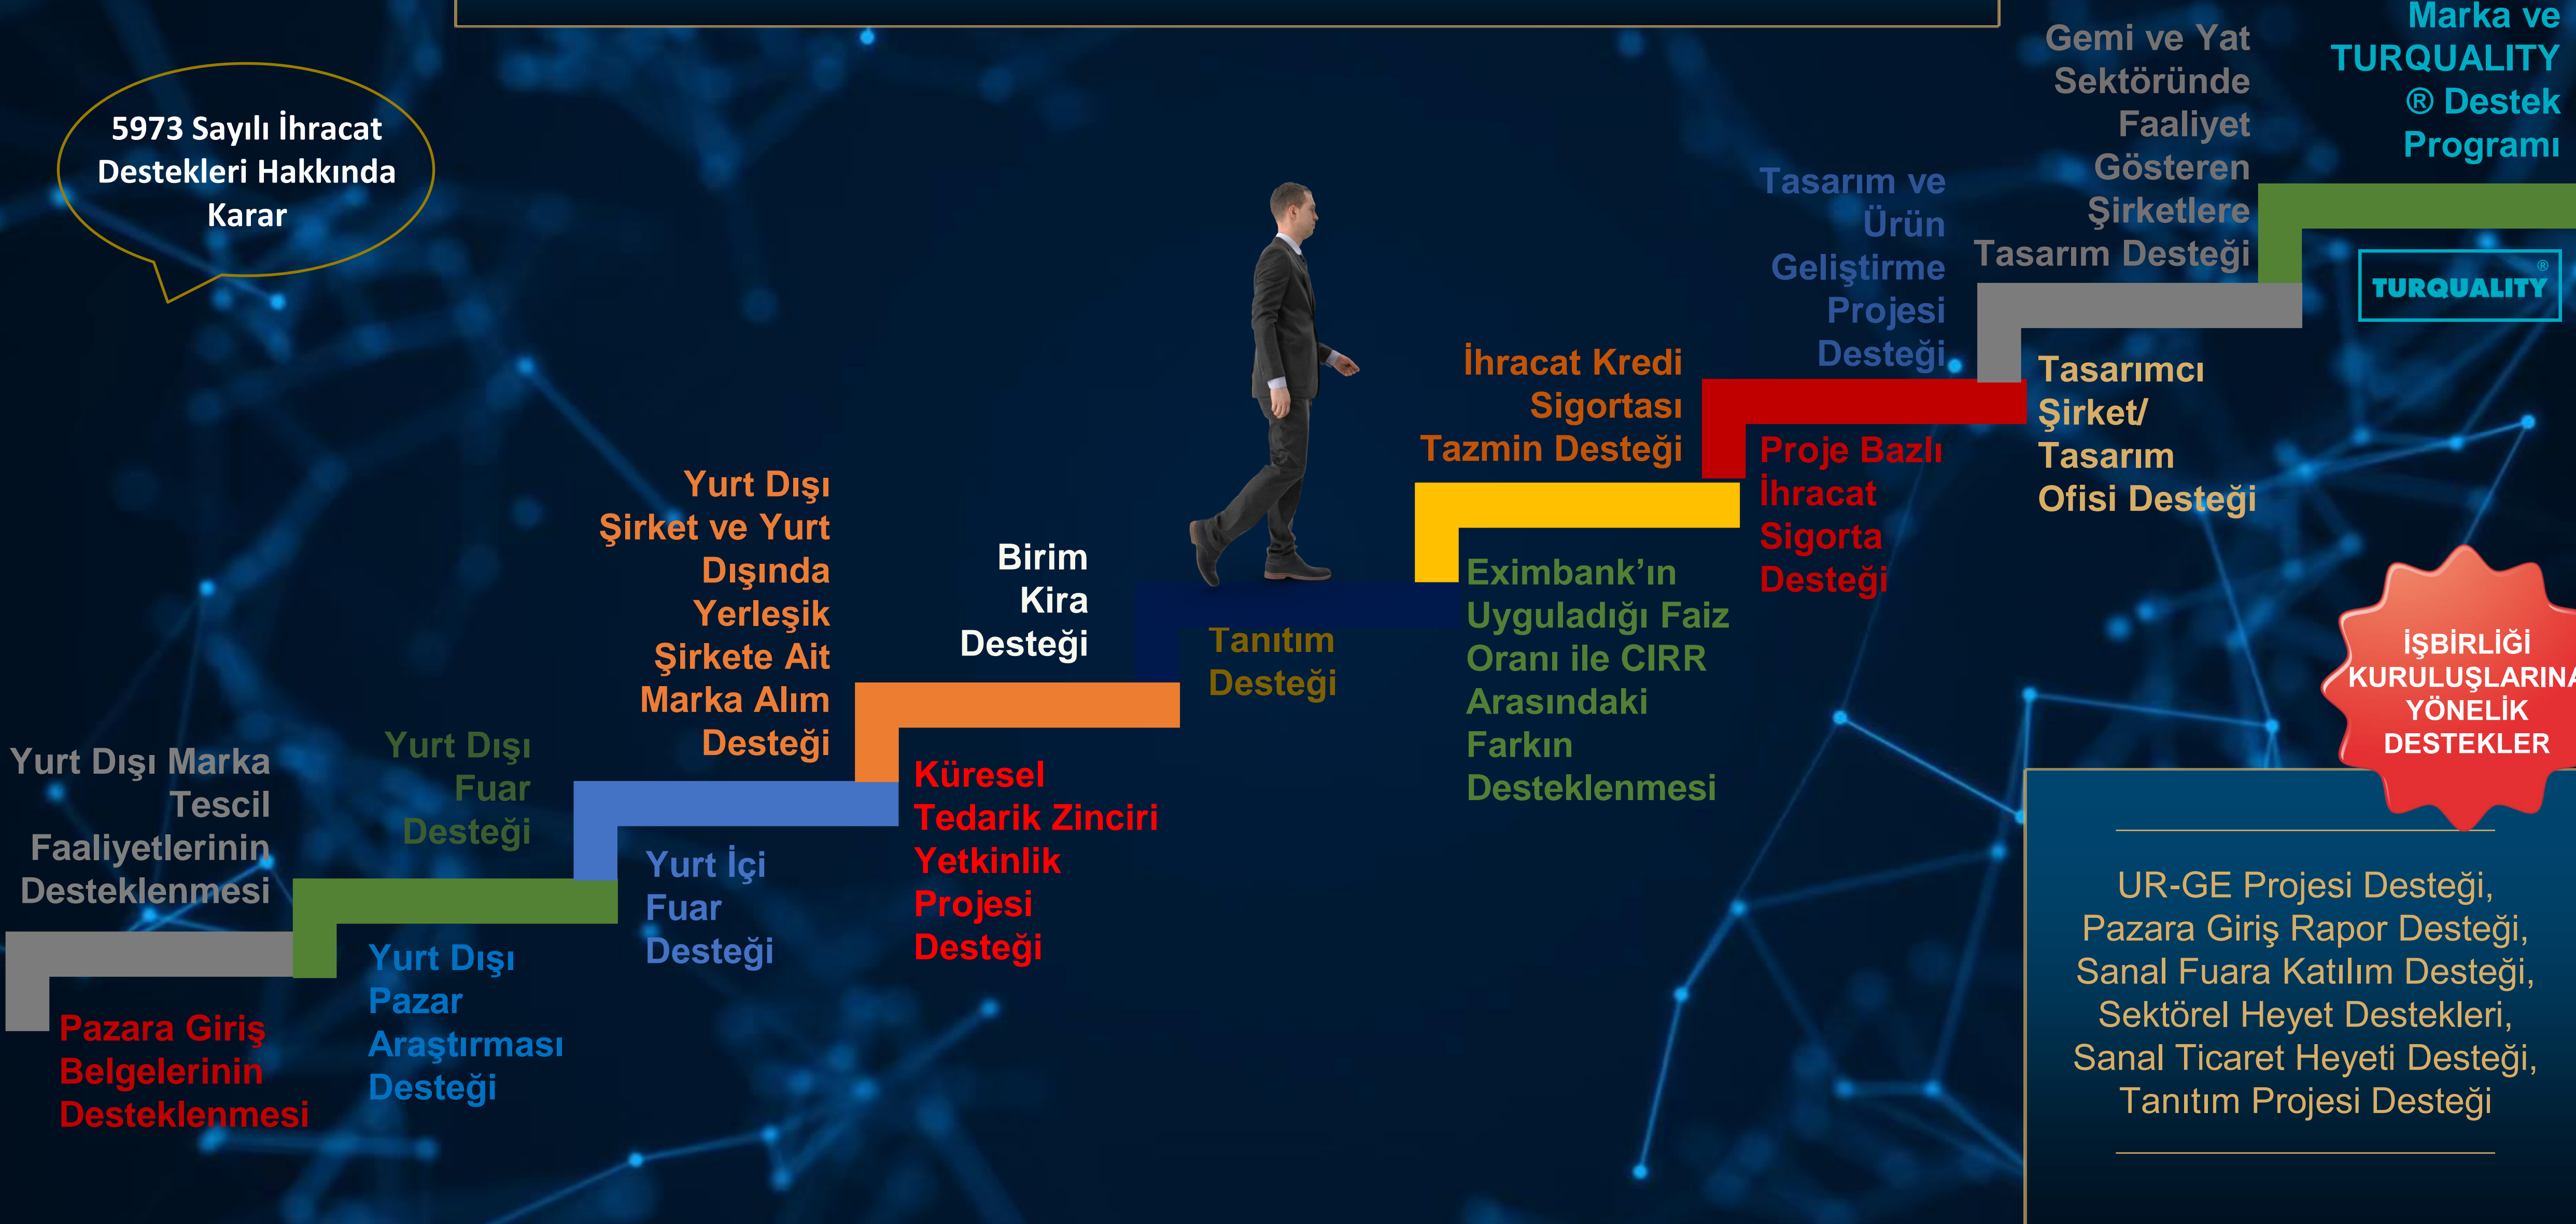 5973 Sayılı İhracat
Destekleri Hakkında
Karar
Pazara Giriş
Belgelerinin
Desteklenmesi
Yurt Dışı Marka
Tescil
Faaliyetlerinin
Desteklenmesi
Yurt Dışı
Pazar
Araştırması
Desteği
Yurt Dışı
Fuar
Desteği
Yurt İçi
Fuar
Desteği
Yurt Dışı
Şirket ve Yurt
Dışında
Yerleşik
Şirkete Ait
Marka Alım
Desteği
Küresel
Tedarik Zinciri
Yetkinlik
Projesi
Desteği
Birim
Kira
Desteği
Tanıtım
Desteği
İhracat Kredi
Sigortası
Tazmin Desteği
Eximbank’ın
Uyguladığı Faiz
Oranı ile CIRR
Arasındaki
Farkın
Desteklenmesi
Tasarım ve
Ürün
Geliştirme
Projesi
Desteği
Proje Bazlı
İhracat
Sigorta
Desteği
Gemi ve Yat
Sektöründe
Faaliyet
Gösteren
Şirketlere
Tasarım Desteği
Tasarımcı
Şirket/
Tasarım
Ofisi Desteği
Marka ve
TURQUALITY
® Destek
Programı
TURQUALITY®
İŞBİRLİĞİ
KURULUŞLARINA
YÖNELİK
DESTEKLER
UR-GE Projesi Desteği,
Pazara Giriş Rapor Desteği,
Sanal Fuara Katılım Desteği,
Sektörel Heyet Destekleri,
Sanal Ticaret Heyeti Desteği,
Tanıtım Projesi Desteği